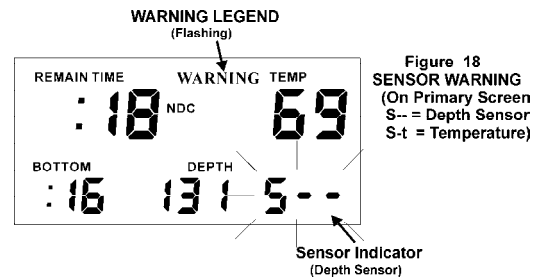 WARNING LEGEND
(Flashing)
REMAIN TIME WARNING TEMP
:18 NDC 69
BOTTOM DEPTH
:16 131 S--
Figure 18
SENSOR WARNING
(On Primary Screen
S-- = Depth Sensor
S-t = Temperature)
Sensor Indicator
(Depth Sensor)